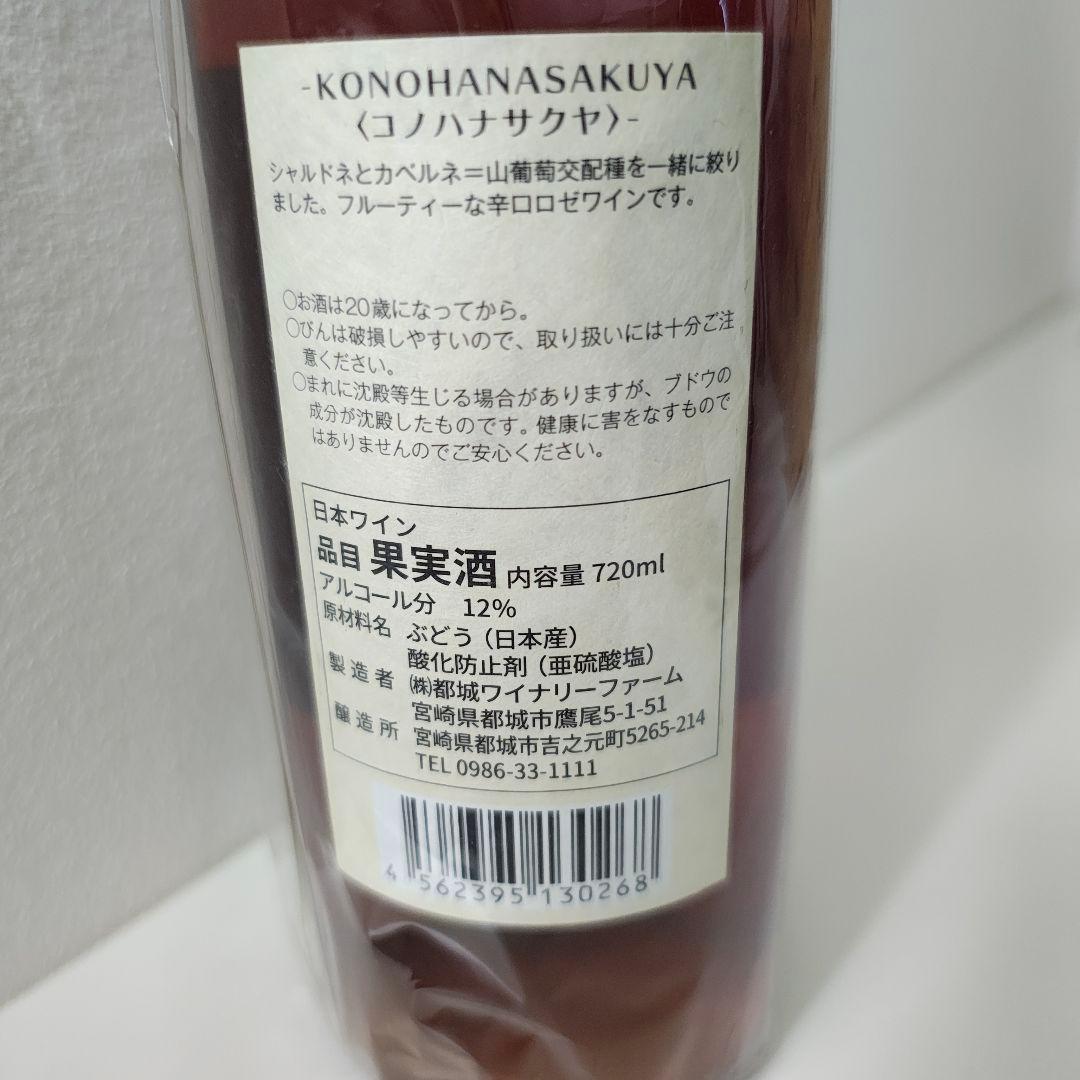 -KONOHANASAKUYA
〈コノハナサクヤ〉-
シャルドネとカベルネ＝山葡萄交配種を一緒に絞り
ました。フルーティーな辛口ロゼワインです。
○お酒は20歳になってから。
○びんは破損しやすいので、取り扱いには十分ご注
意ください。
○まれに沈殿等生じる場合がありますが、ブドウの
成分が沈殿したものです。健康に害をなすもので
はありませんのでご安心ください。
日本ワイン
品目 果実酒 内容量 720ml
アルコール分 12%
原材料名 ぶどう（日本産）
酸化防止剤（亜硫酸塩）
製造者 ㈱都城ワイナリーファーム
宮崎県都城市鷹尾5-1-51
醸造所 宮崎県都城市吉之元町5265-214
TEL 0986-33-1111
4 562395 130268